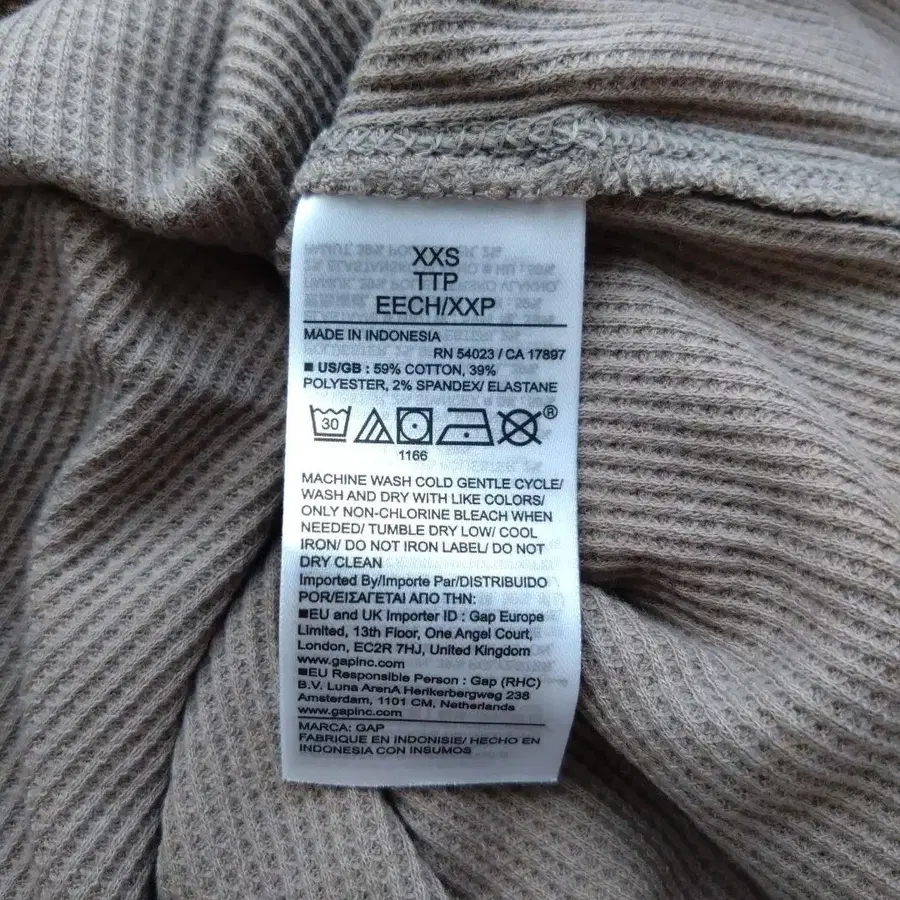 XXS
TTP
EECH/XXP
MADE IN INDONESIA
RN 54023 / CA 17897
■ US/GB : 59% COTTON, 39%
POLYESTER, 2% SPANDEX/ ELASTANE
30
®
1166
MACHINE WASH COLD GENTLE CYCLE/
WASH AND DRY WITH LIKE COLORS/
ONLY NON-CHLORINE BLEACH WHEN
NEEDED/ TUMBLE DRY LOW/ COOL
IRON/ DO NOT IRON LABEL/ DO NOT
DRY CLEAN
Imported By/Importe Par/DISTRIBUIDO
POR/ΕΙΣΑΓΕΤΑΙ ΑΠΟ ΤΗΝ:
■EU and UK Importer ID : Gap Europe
Limited, 13th Floor, One Angel Court,
London, EC2R 7HJ, United Kingdom
www.gapinc.com
■EU Responsible Person : Gap (RHC)
B.V. Luna ArenA Herikerbergweg 238
Amsterdam, 1101 CM, Netherlands
www.gapinc.com
MARCA: GAP
FABRIQUE EN INDONISIE/ HECHO EN
INDONESIA CON INSUMOS